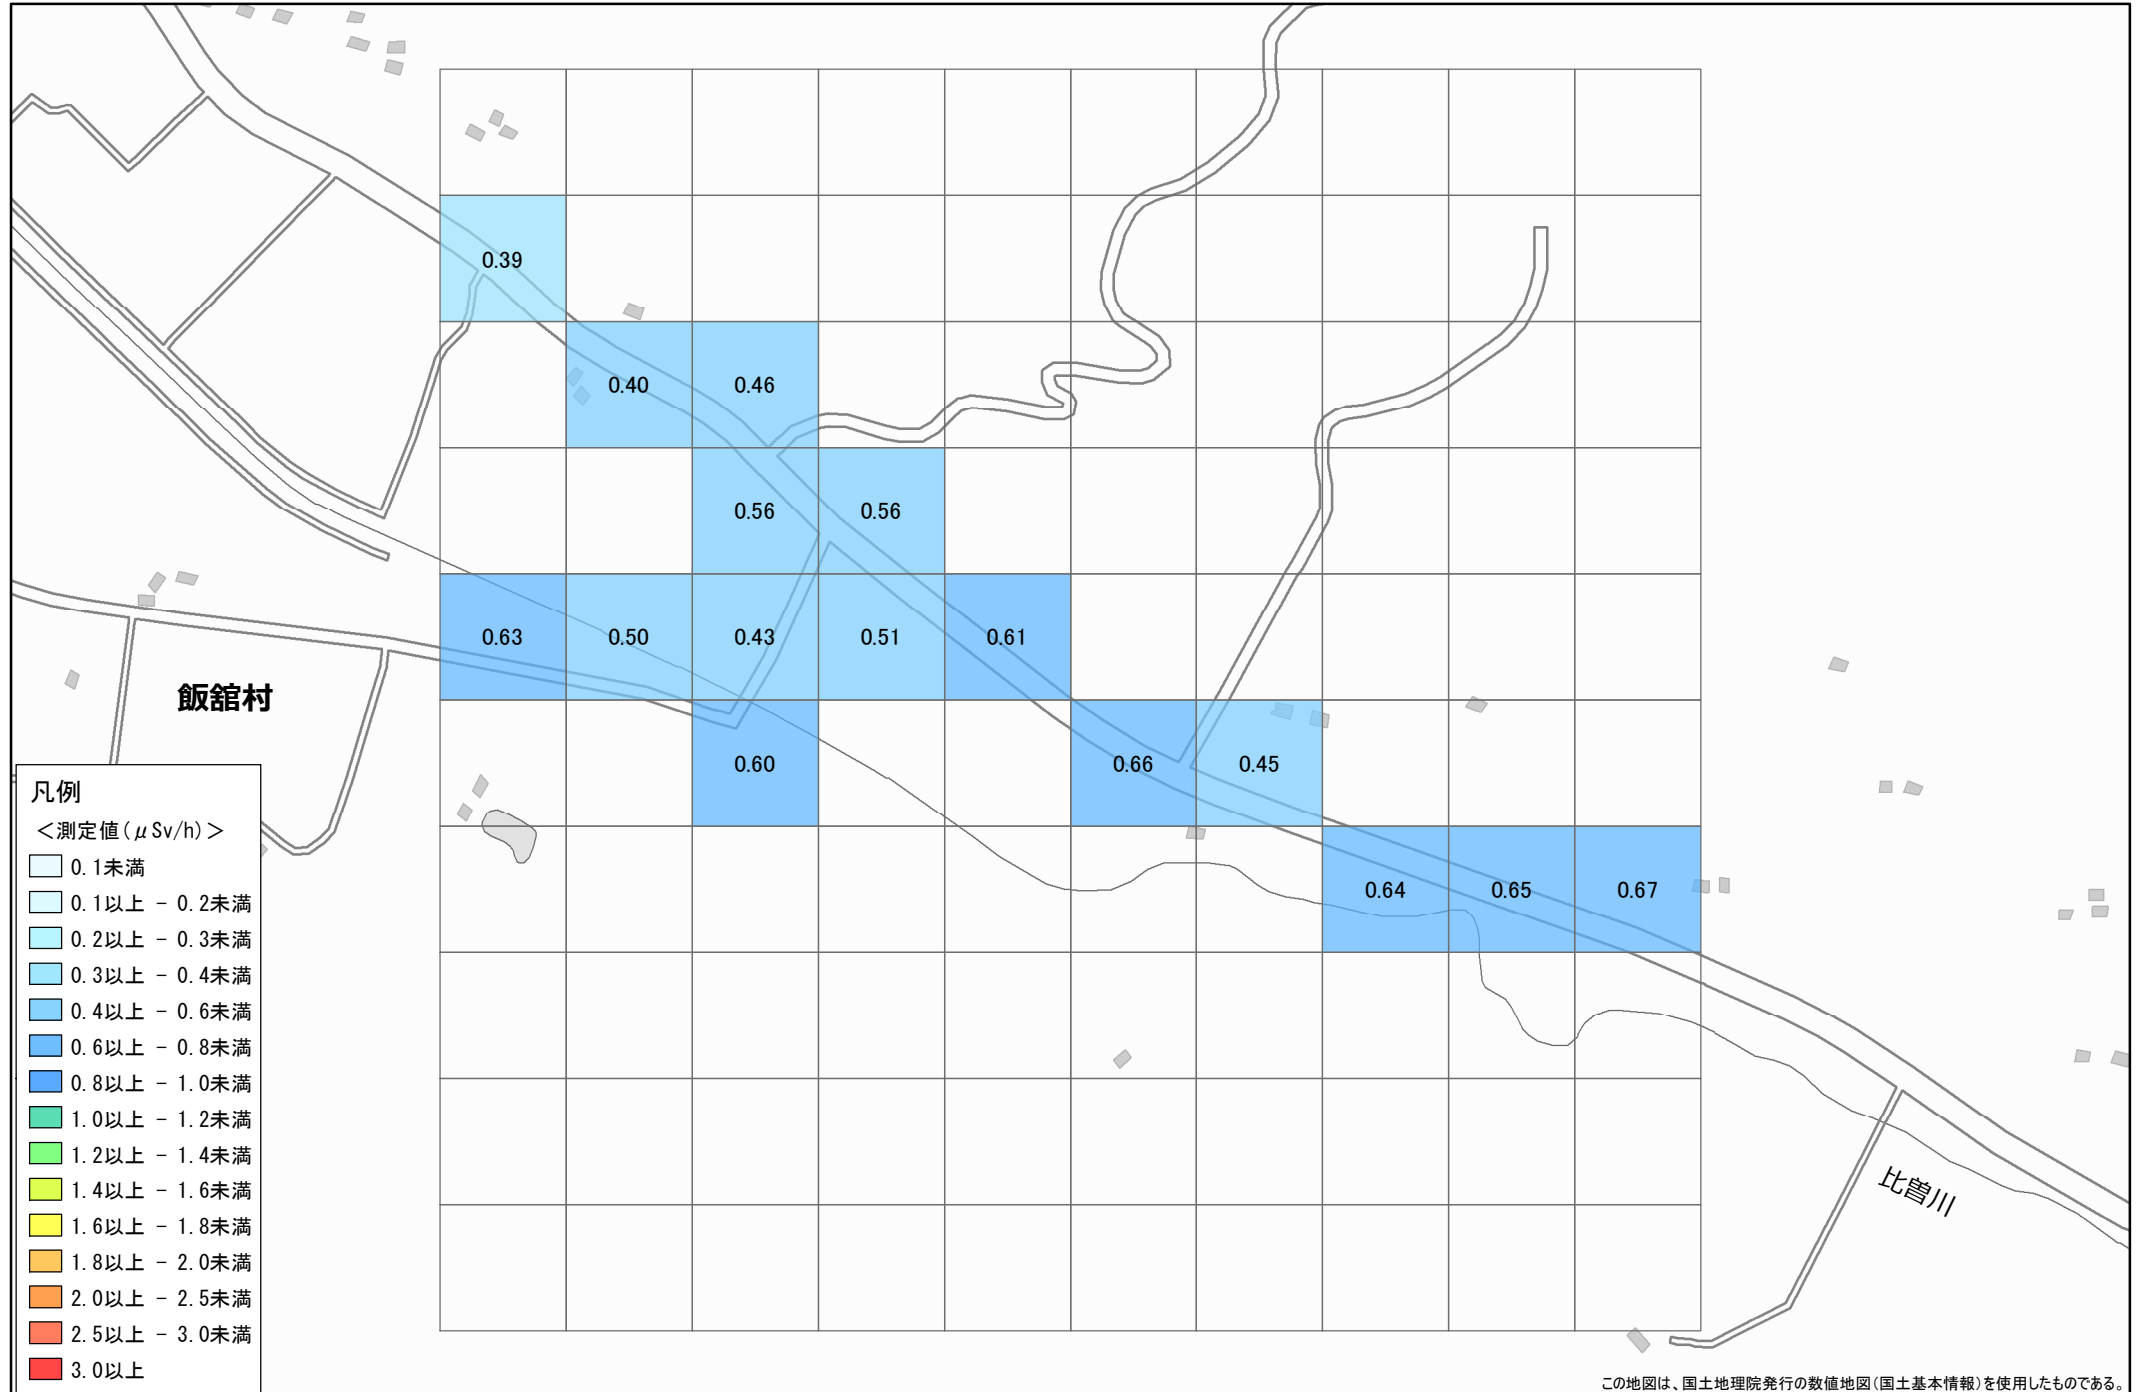 0.39
0.40 0.46
0.56 0.56
0.63 0.50 0.43 0.51 0.61
飯舘村
0.60 0.66 0.45
凡例
＜測定値（μSv/h）＞
0.1未満
0.1以上 － 0.2未満
0.2以上 － 0.3未満
0.3以上 － 0.4未満
0.4以上 － 0.6未満
0.6以上 － 0.8未満
0.8以上 － 1.0未満
1.0以上 － 1.2未満
1.2以上 － 1.4未満
1.4以上 － 1.6未満
1.6以上 － 1.8未満
1.8以上 － 2.0未満
2.0以上 － 2.5未満
2.5以上 － 3.0未満
3.0以上
0.64 0.65 0.67
比曽川
この地図は、国土地理院発行の数値地図（国土基本情報）を使用したものである。